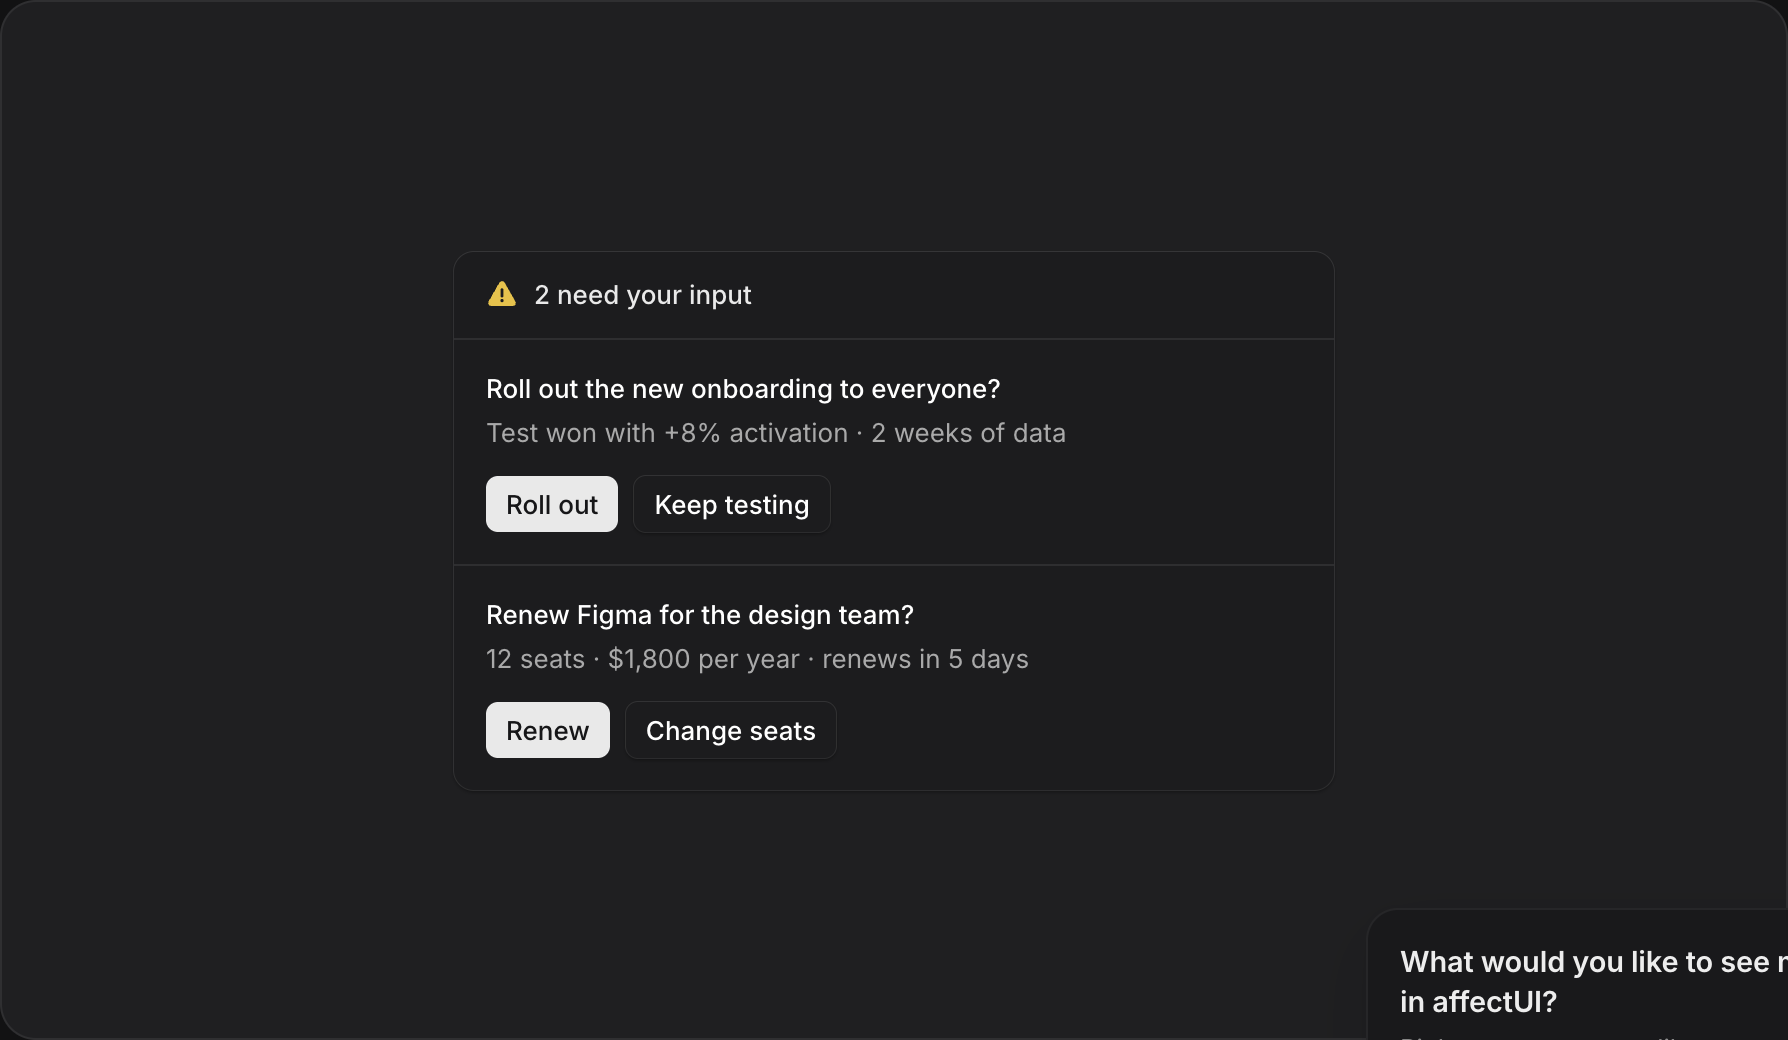 2 need your input
Roll out the new onboarding to everyone?
Test won with +8% activation · 2 weeks of data
Roll out
Keep testing
Renew Figma for the design team?
12 seats · $1,800 per year · renews in 5 days
Renew
Change seats
What would you like to see
in affectUI?